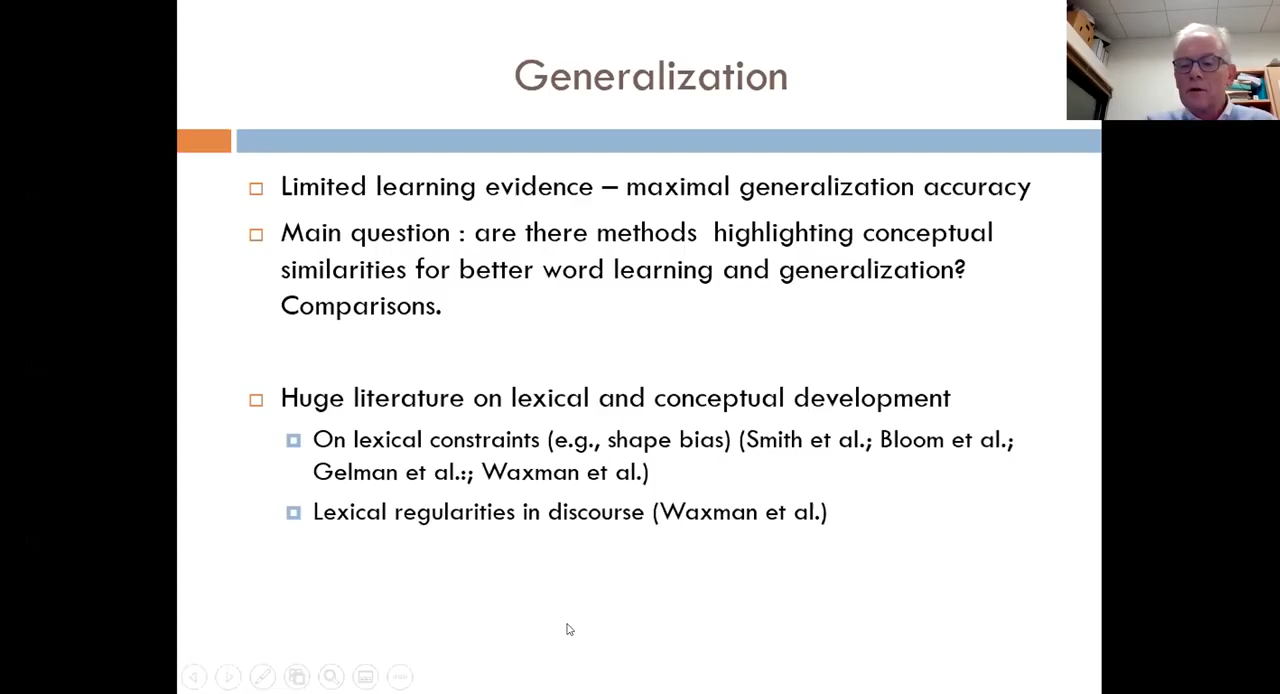 Generalization
Limited learning evidence – maximal generalization accuracy
Main question : are there methods  highlighting conceptual
similarities for better word learning and generalization?
Comparisons.
Huge literature on lexical and conceptual development
On lexical constraints (e.g., shape bias) (Smith et al.; Bloom et al.;
Gelman et al.:; Waxman et al.)
Lexical regularities in discourse (Waxman et al.)